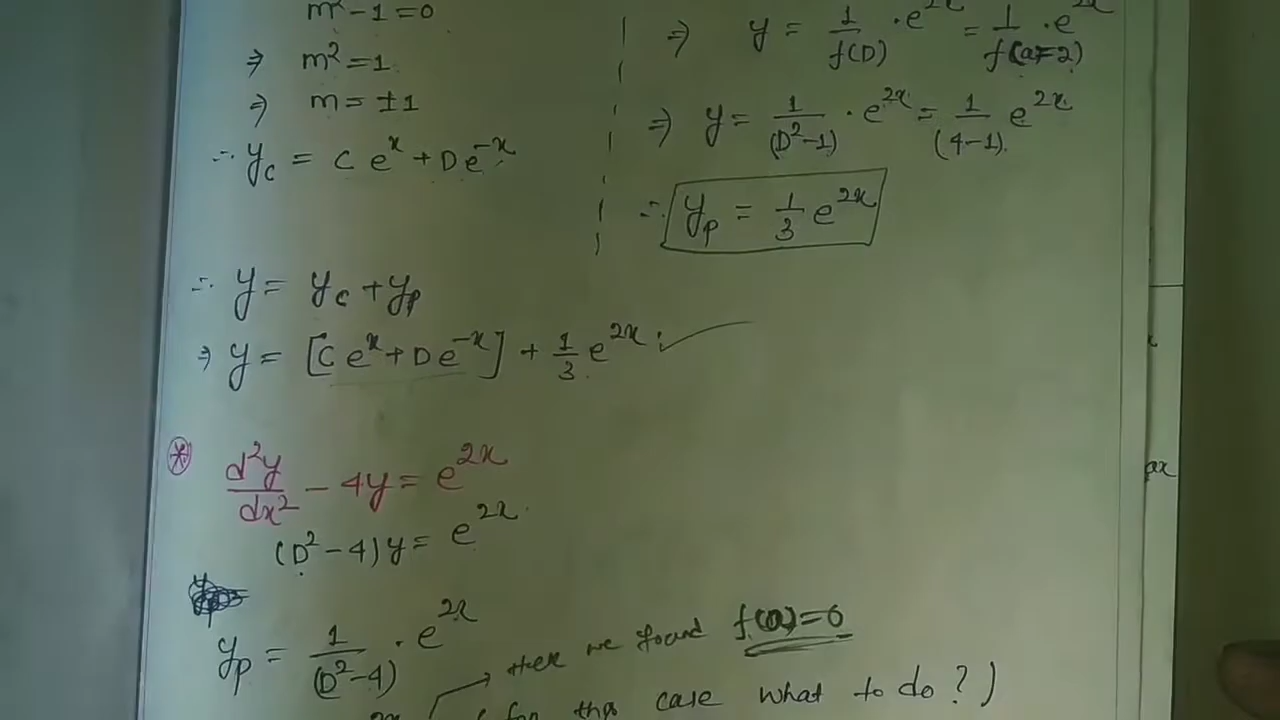 m² - 1 = 0
⇒ m² = 1
⇒ m = ±1
∴ y_c = C e^x + D e^-x
⇒ y = 1/f(D) · e^2x = 1/f(a=2) · e^2x
⇒ y = 1/(D²-1) · e^2x = 1/(4-1) e^2x
∴ y_p = 1/3 e^2x
∴ y = y_c + y_p
⇒ y = [C e^x + D e^-x] + 1/3 e^2x
d²y/dx² - 4y = e^2x
(D² - 4) y = e^2x
y_p = 1/(D² - 4) · e^2x
→ here we found f(a) = 0
(for this case what to do?)
ax